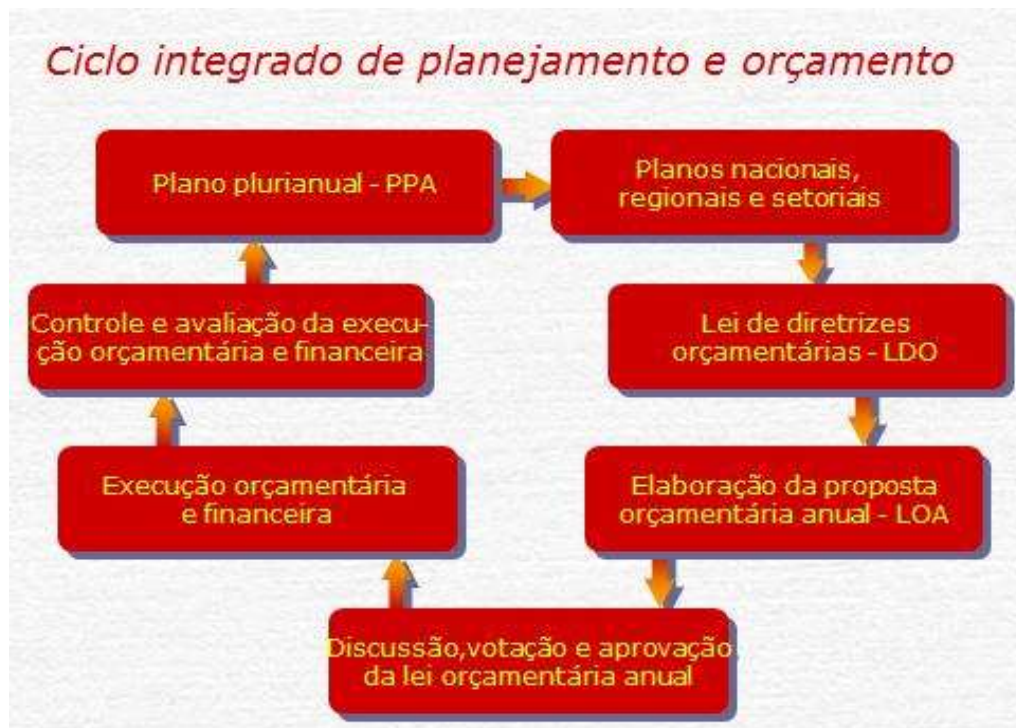 Ciclo integrado de planejamento e orçamento
Plano plurianual - PPA
Planos nacionais,
regionais e setoriais
Lei de diretrizes
orçamentárias - LDO
Elaboração da proposta
orçamentária anual - LOA
Discussão,votação e aprovação
da lei orçamentária anual
Execução orçamentária
e financeira
Controle e avaliação da execu-
ção orçamentária e financeira